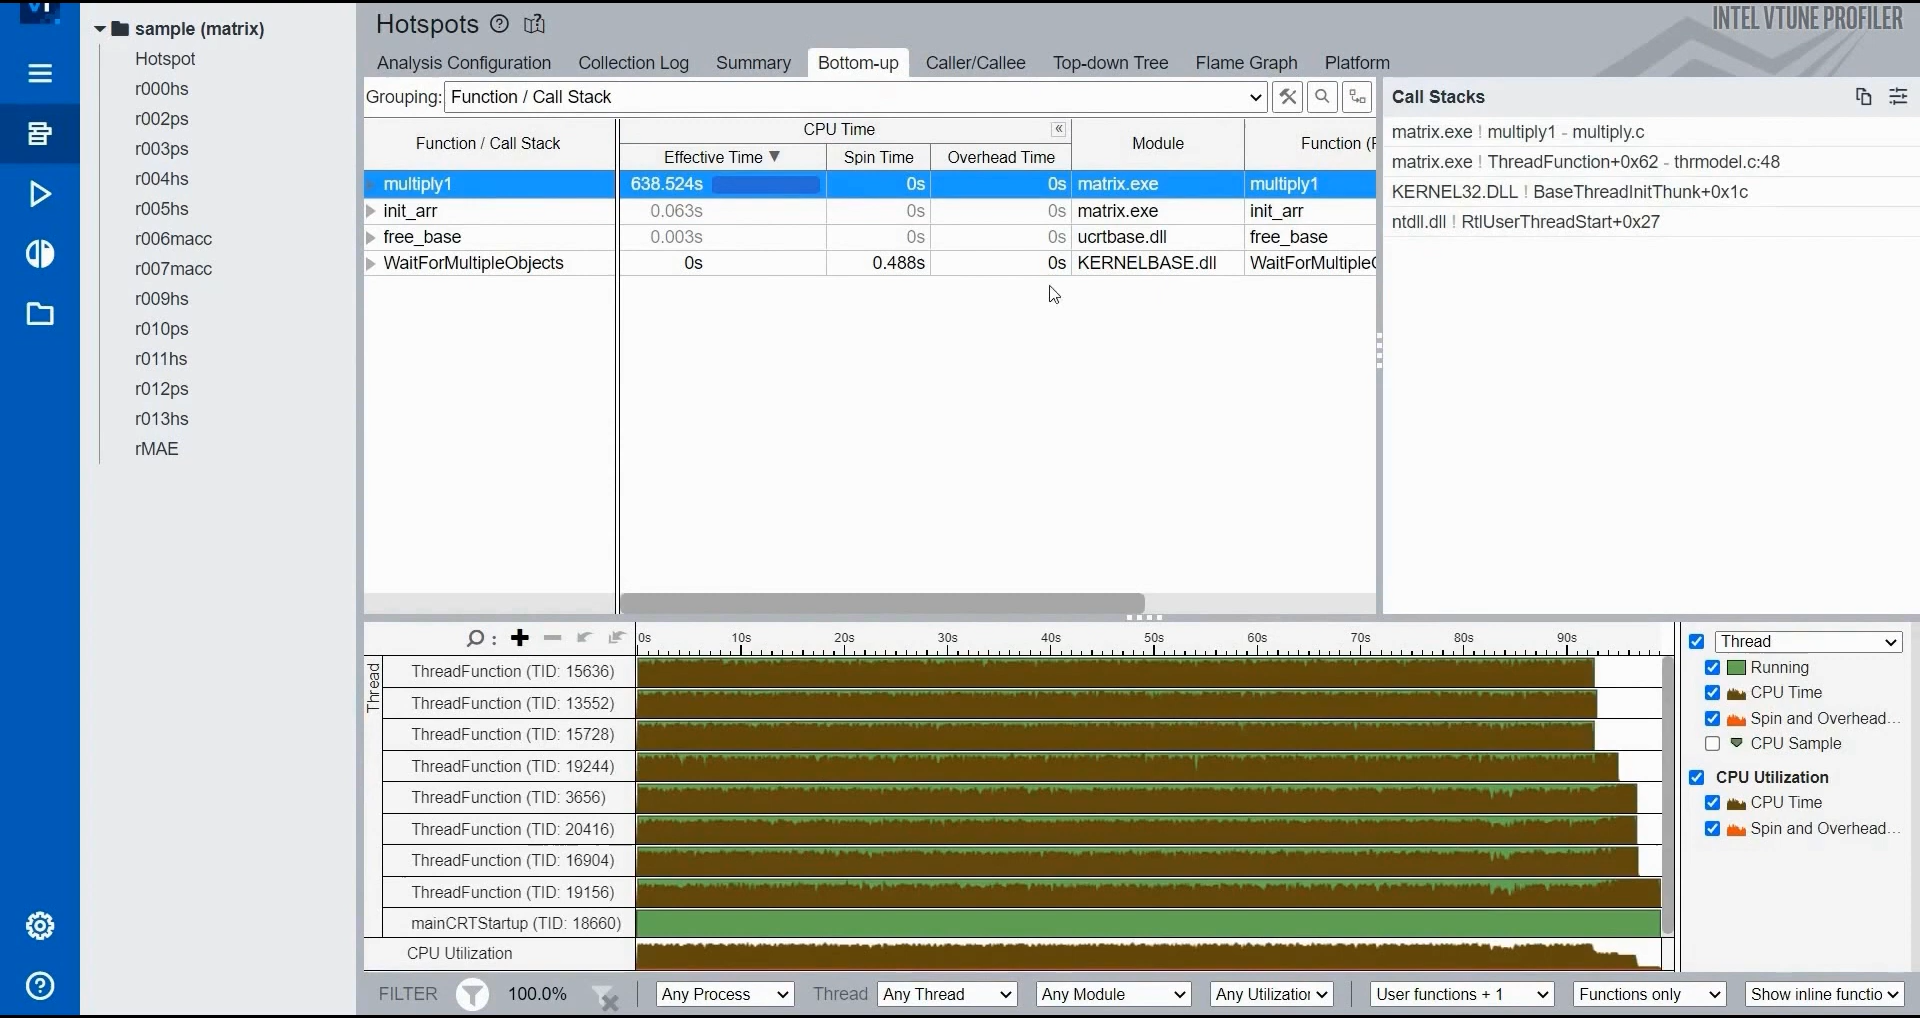 INTEL VTUNE PROFILER
sample (matrix)
Hotspot
r000hs
r002ps
r003ps
r004hs
r005hs
r006macc
r007macc
r009hs
r010ps
r011hs
r012ps
r013hs
rMAE
Hotspots
Analysis Configuration Collection Log Summary Bottom-up Caller/Callee Top-down Tree Flame Graph Platform
Grouping: Function / Call Stack
Function / Call Stack CPU Time Module Function (F
Effective Time Spin Time Overhead Time
multiply1 638.524s 0s 0s matrix.exe multiply1
init_arr 0.063s 0s 0s matrix.exe init_arr
free_base 0.003s 0s 0s ucrtbase.dll free_base
WaitForMultipleObjects 0s 0.488s 0s KERNELBASE.dll WaitForMultipleO
Call Stacks
matrix.exe ! multiply1 - multiply.c
matrix.exe ! ThreadFunction+0x62 - thrmodel.c:48
KERNEL32.DLL ! BaseThreadInitThunk+0x1c
ntdll.dll ! RtlUserThreadStart+0x27
0s 10s 20s 30s 40s 50s 60s 70s 80s 90s
Thread
ThreadFunction (TID: 15636)
ThreadFunction (TID: 13552)
ThreadFunction (TID: 15728)
ThreadFunction (TID: 19244)
ThreadFunction (TID: 3656)
ThreadFunction (TID: 20416)
ThreadFunction (TID: 16904)
ThreadFunction (TID: 19156)
mainCRTStartup (TID: 18660)
CPU Utilization
Thread
Running
CPU Time
Spin and Overhead...
CPU Sample
CPU Utilization
CPU Time
Spin and Overhead...
FILTER 100.0% Any Process Thread Any Thread Any Module Any Utilization User functions + 1 Functions only Show inline functio